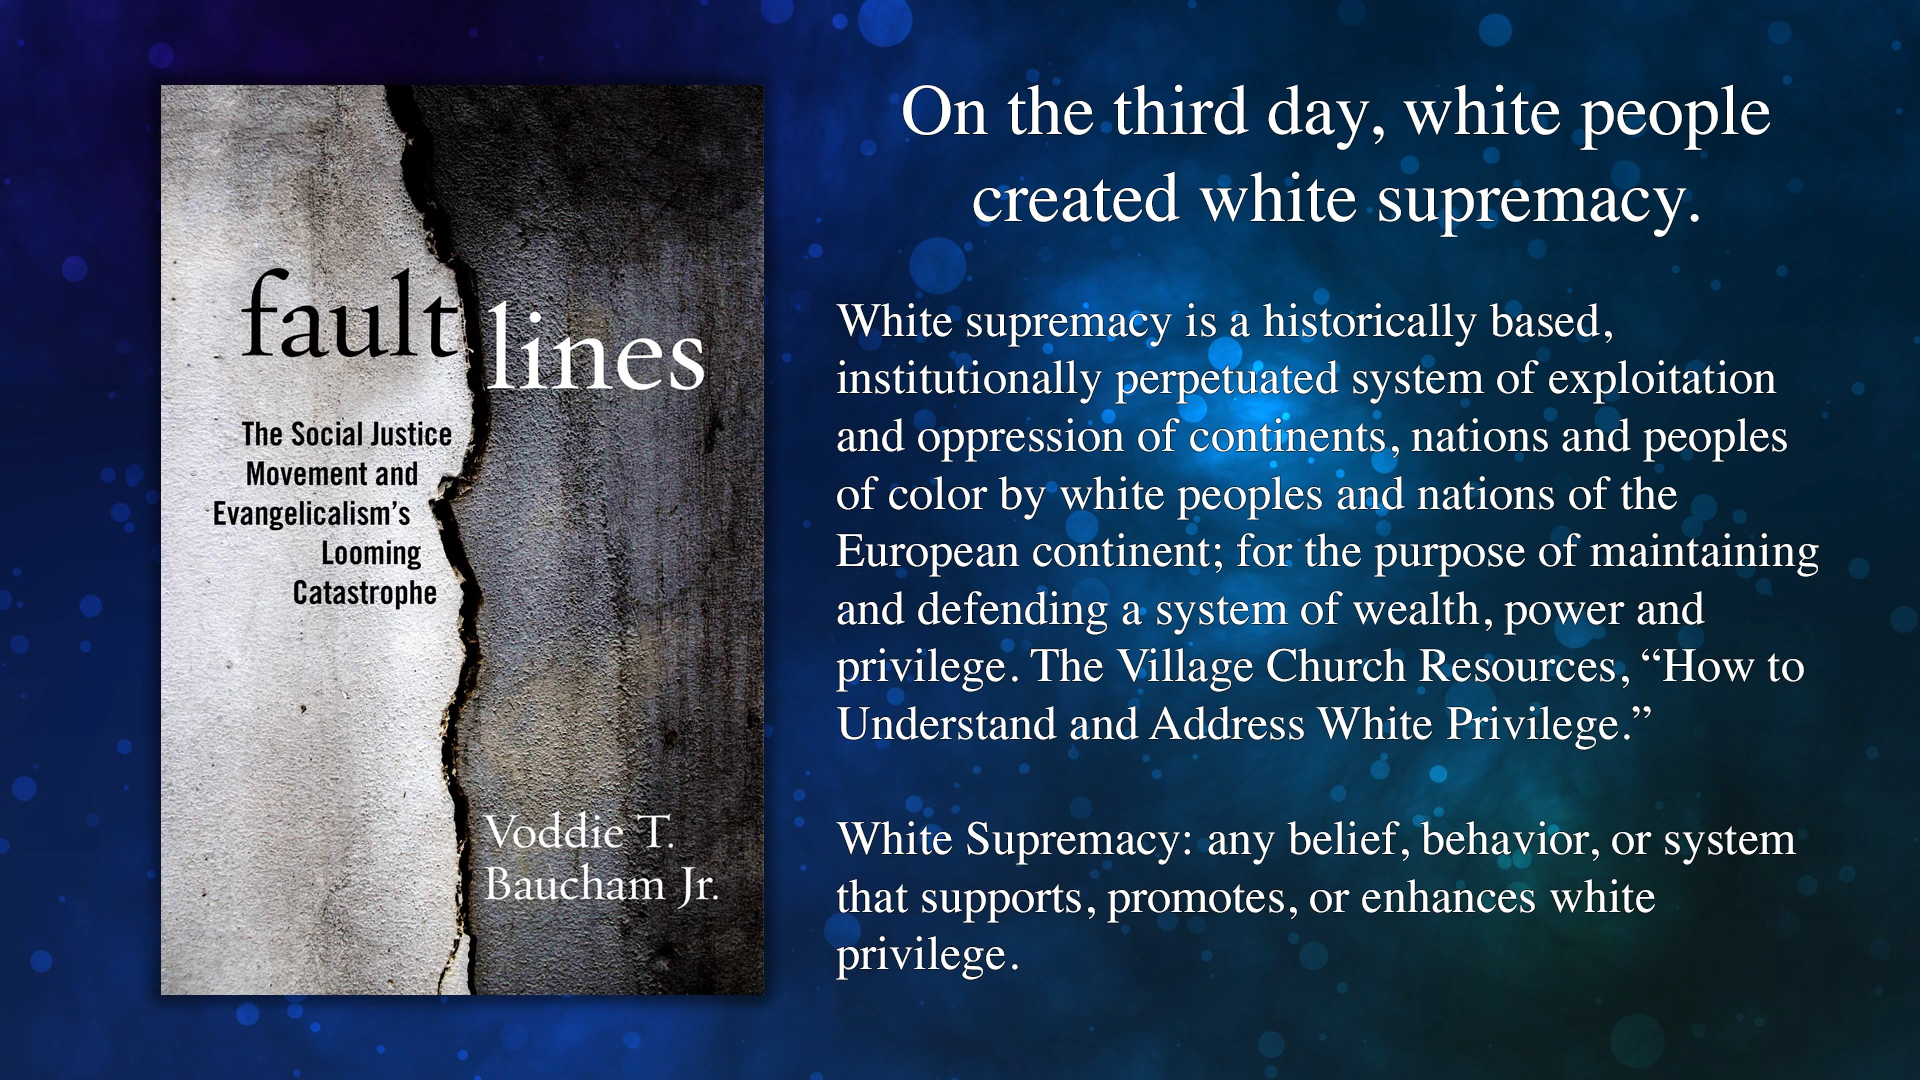 fault lines
The Social Justice
Movement and
Evangelicalism’s
Looming
Catastrophe
Voddie T.
Baucham Jr.
On the third day, white people
created white supremacy.
White supremacy is a historically based,
institutionally perpetuated system of exploitation
and oppression of continents, nations and peoples
of color by white peoples and nations of the
European continent; for the purpose of maintaining
and defending a system of wealth, power and
privilege. The Village Church Resources, “How to
Understand and Address White Privilege.”
White Supremacy: any belief, behavior, or system
that supports, promotes, or enhances white
privilege.